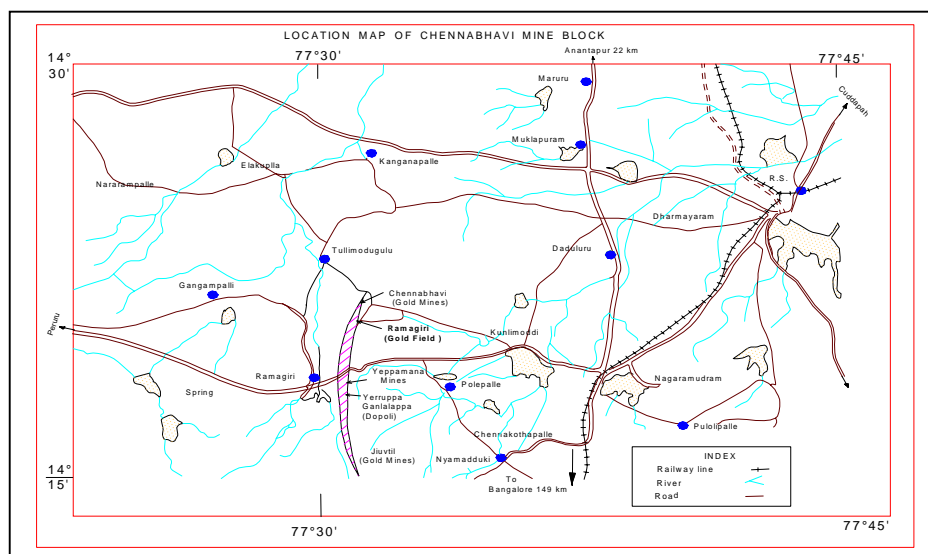 LOCATION MAP OF CHENNABHAVI MINE BLOCK
Anantapur 22 km
14°
30'
77°30'
77°45'
Maruru
Cuddapah
Muklapuram
Elakuplla
Kanganapalle
R.S.
Nararampalle
Dharmayaram
Tullimodugulu
Daduluru
Gangampalli
Chennabhavi
(Gold Mines)
Peruru
Ramagiri
(Gold Field )
Kunlimoddi
Ramagiri
Yeppamana
Mines
Polepalle
Nagaramudram
Spring
Yerruppa
Ganlalappa
(Dopoli)
Pulolipalle
Chennakothapalle
Jiuvtil
(Gold Mines)
Nyamadduki
14°
15'
To
Bangalore 149 km
INDEX
Railway line
River
Road
77°30'
77°45'